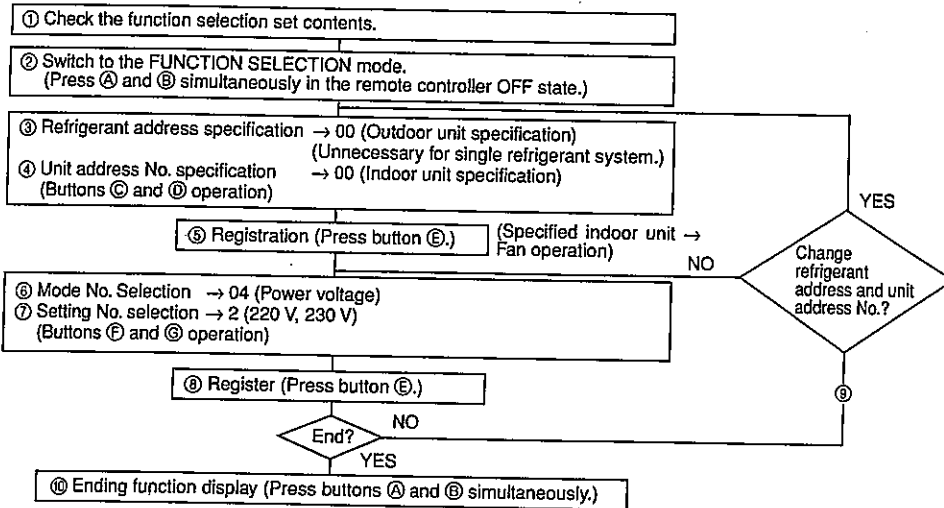 ① Check the function selection set contents.
② Switch to the FUNCTION SELECTION mode.
(Press Ⓐ and Ⓑ simultaneously in the remote controller OFF state.)
③ Refrigerant address specification → 00 (Outdoor unit specification)
(Unnecessary for single refrigerant system.)
④ Unit address No. specification → 00 (Indoor unit specification)
(Buttons Ⓒ and Ⓓ operation)
⑤ Registration (Press button Ⓔ.)
(Specified indoor unit →
Fan operation)
⑥ Mode No. Selection → 04 (Power voltage)
⑦ Setting No. selection → 2 (220 V, 230 V)
(Buttons Ⓕ and Ⓖ operation)
⑧ Register (Press button Ⓔ.)
End?
NO
YES
YES
NO
Change
refrigerant
address and unit
address No.?
⑨
⑩ Ending function display (Press buttons Ⓐ and Ⓑ simultaneously.)